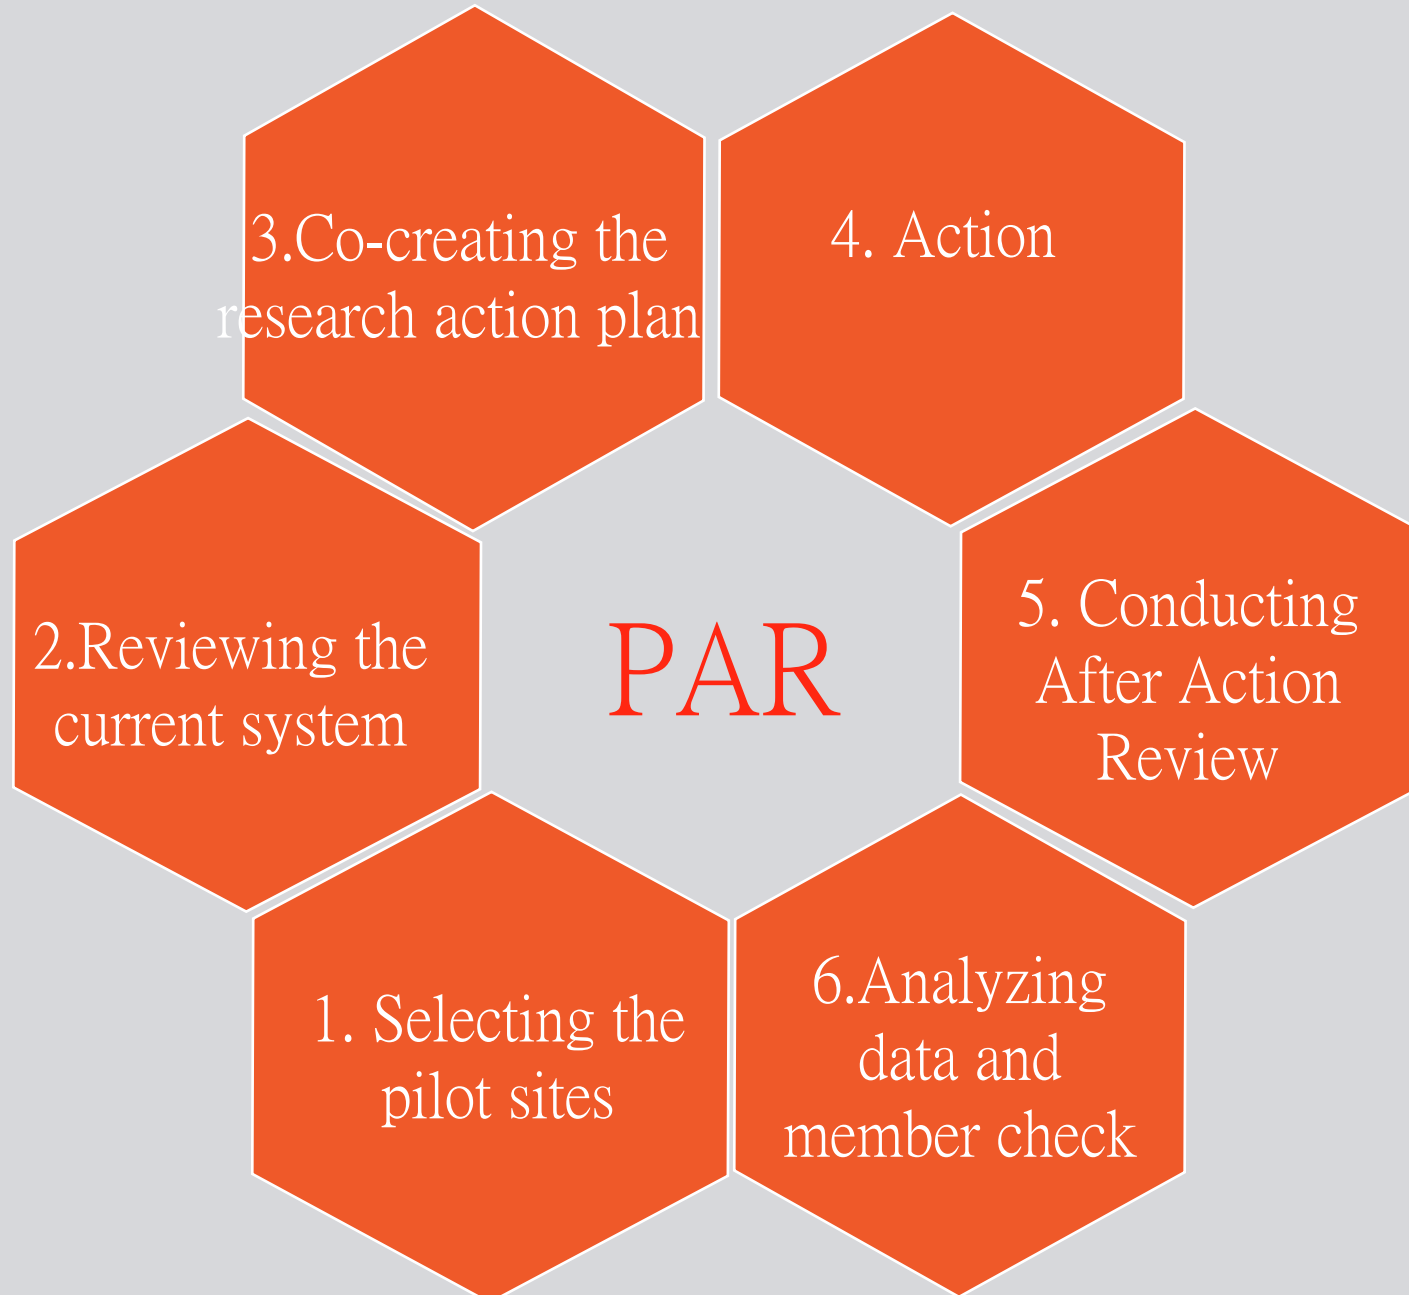 3.Co-creating the
research action plan
4. Action
2.Reviewing the
current system
PAR
5. Conducting
After Action
Review
1. Selecting the
pilot sites
6.Analyzing
data and
member check